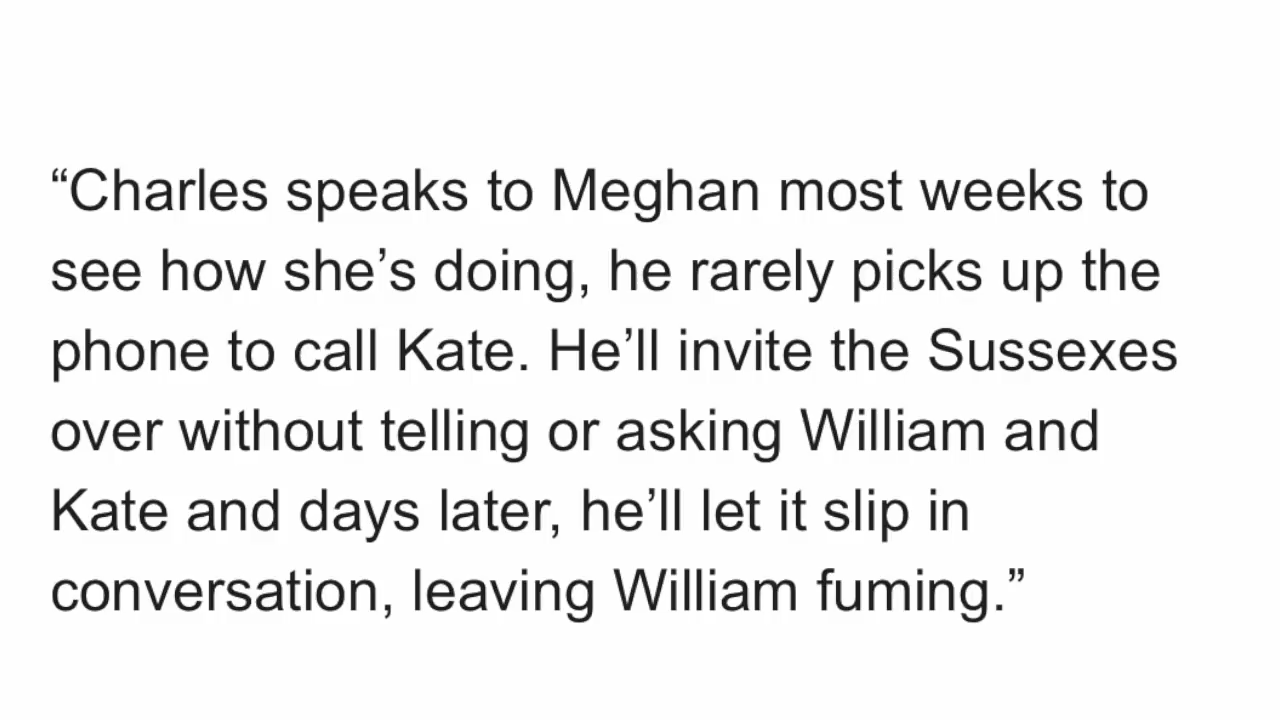 “Charles speaks to Meghan most weeks to
see how she’s doing, he rarely picks up the
phone to call Kate. He’ll invite the Sussexes
over without telling or asking William and
Kate and days later, he’ll let it slip in
conversation, leaving William fuming.”